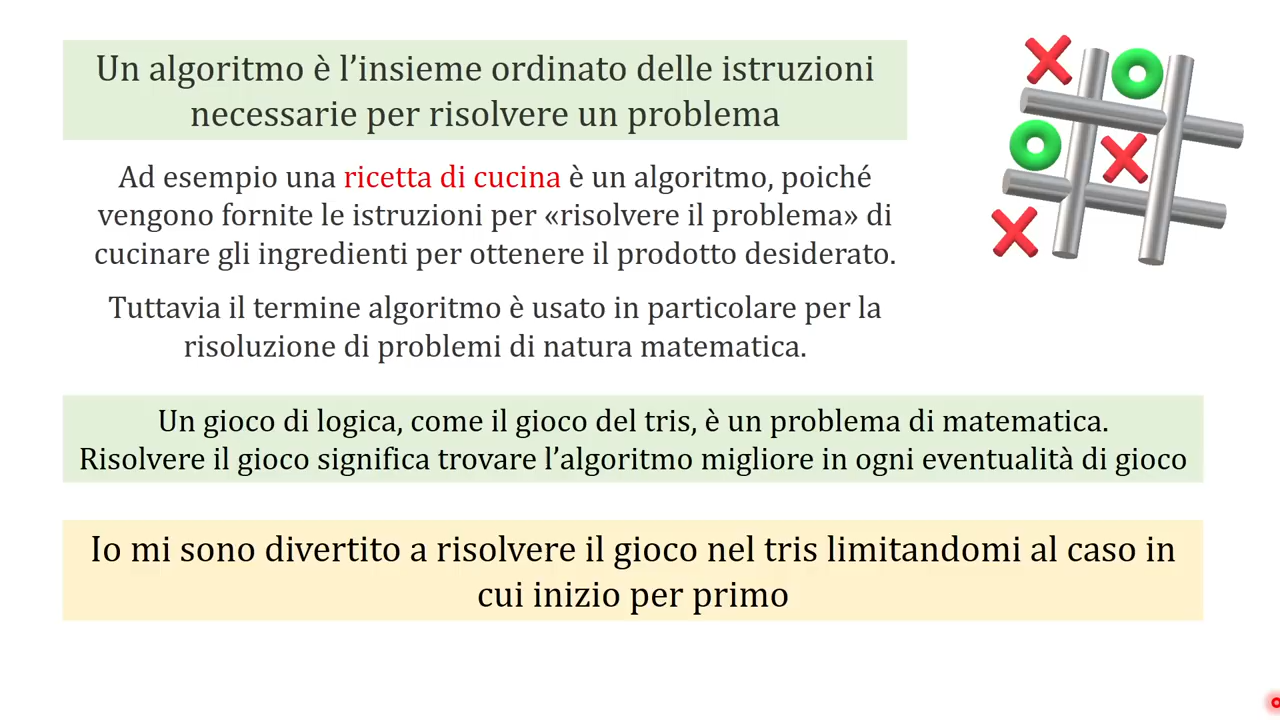 Un algoritmo è l’insieme ordinato delle istruzioni
necessarie per risolvere un problema
Ad esempio una ricetta di cucina è un algoritmo, poiché
vengono fornite le istruzioni per «risolvere il problema» di
cucinare gli ingredienti per ottenere il prodotto desiderato.
Tuttavia il termine algoritmo è usato in particolare per la
risoluzione di problemi di natura matematica.
Un gioco di logica, come il gioco del tris, è un problema di matematica.
Risolvere il gioco significa trovare l’algoritmo migliore in ogni eventualità di gioco
Io mi sono divertito a risolvere il gioco nel tris limitandomi al caso in
cui inizio per primo